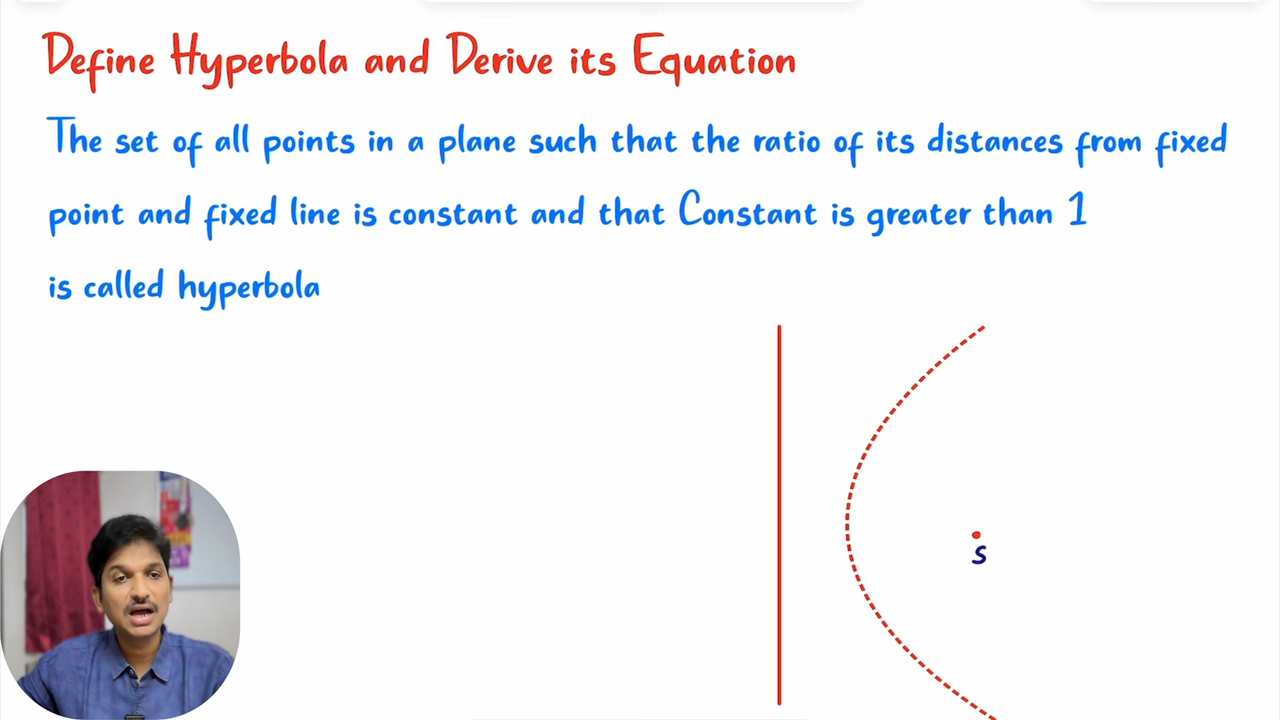 Define Hyperbola and Derive its Equation
The set of all points in a plane such that the ratio of its distances from fixed
point and fixed line is constant and that Constant is greater than 1
is called hyperbola
S